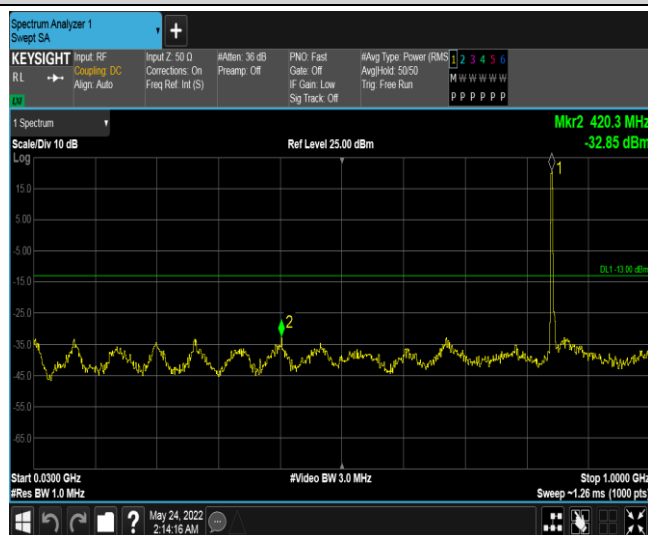 Spectrum Analyzer 1
Swept SA
+
KEYSIGHT
RL
Input: RF
Coupling: DC
Align: Auto
Input Z: 50 Ω
Corrections: On
Freq Ref: Int (S)
#Atten: 36 dB
Preamp: Off
PNO: Fast
Gate: Off
IF Gain: Low
Sig Track: Off
#Avg Type: Power (RMS
Avg|Hold: 50/50
Trig: Free Run
1 2 3 4 5 6
M W W W W W
P P P P P P
1 Spectrum
Mkr2 420.3 MHz
-32.85 dBm
Scale/Div 10 dB
Ref Level 25.00 dBm
Log
1
15.0
5.00
-5.00
DL1 -13.00 dBm
-15.0
-25.0
2
-35.0
-45.0
-55.0
-65.0
Start 0.0300 GHz
#Video BW 3.0 MHz
Stop 1.0000 GHz
#Res BW 1.0 MHz
Sweep ~1.26 ms (1000 pts)
?
May 24, 2022
2:14:16 AM